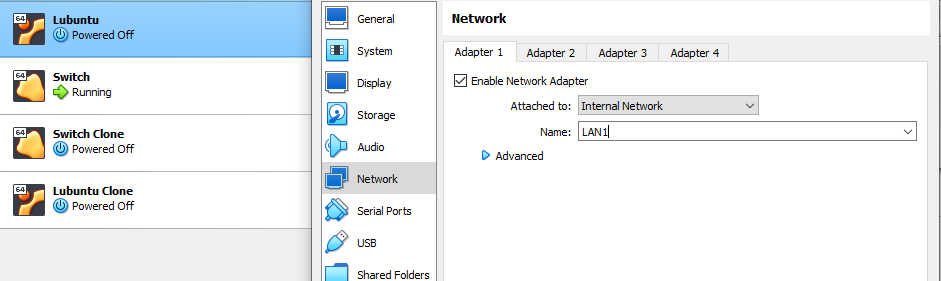 64 Lubuntu
Powered Off
64 Switch
Running
64 Switch Clone
Powered Off
64 Lubuntu Clone
Powered Off
General
System
Display
Storage
Audio
Network
Serial Ports
USB
Shared Folders
Network
Adapter 1 Adapter 2 Adapter 3 Adapter 4
Enable Network Adapter
Attached to: Internal Network
Name: LAN1
Advanced